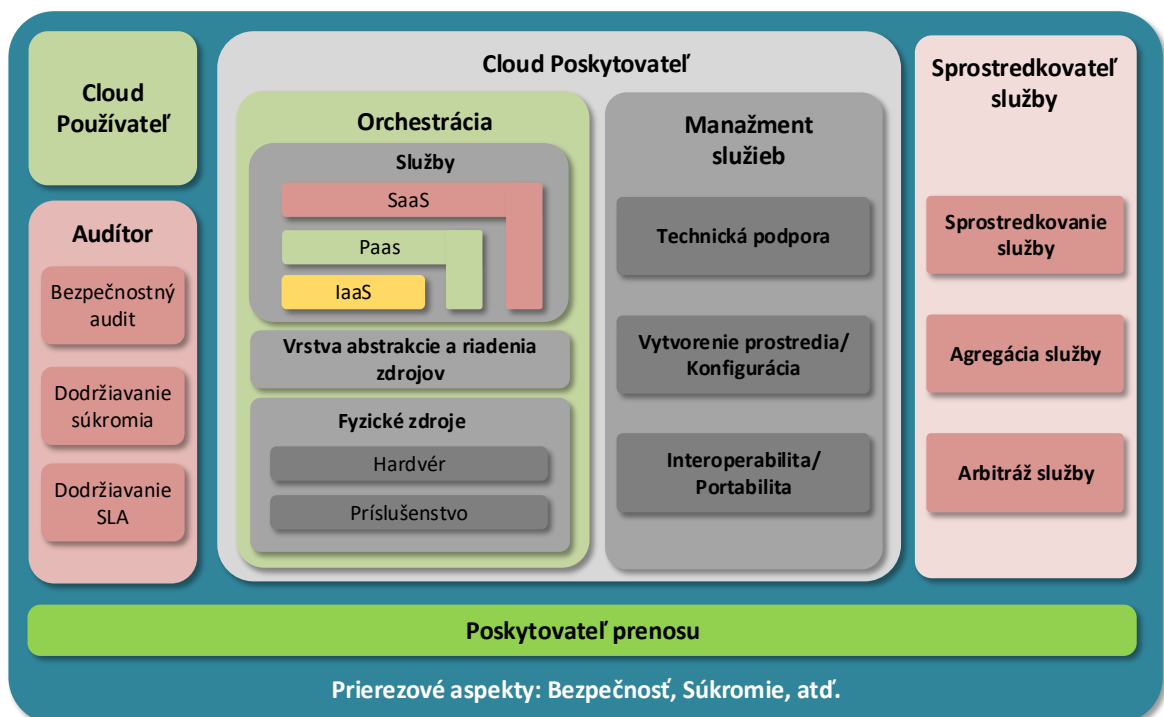 Cloud
Používateľ
Audítor
Bezpečnostný
audit
Dodržiavanie
súkromia
Dodržiavanie
SLA
Cloud Poskytovateľ
Orchestrácia
Služby
SaaS
Paas
IaaS
Vrstva abstrakcie a riadenia
zdrojov
Fyzické zdroje
Hardvér
Príslušenstvo
Manažment
služieb
Technická podpora
Vytvorenie prostredia/
Konfigurácia
Interoperabilita/
Portabilita
Sprostredkovateľ
služby
Sprostredkovanie
služby
Agregácia služby
Arbitráž služby
Poskytovateľ prenosu
Prierezové aspekty: Bezpečnosť, Súkromie, atď.